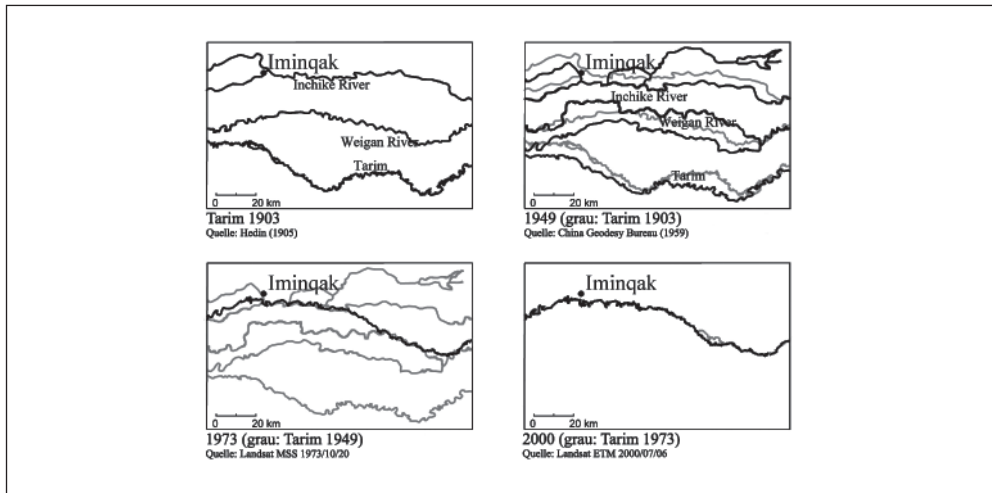 Iminqak
Inchike River
Weigan River
Tarim
0 20 km
Tarim 1903
Quelle: Hedin (1905)
Iminqak
Inchike River
Weigan River
Tarim
0 20 km
1949 (grau: Tarim 1903)
Quelle: China Geodesy Bureau (1959)
Iminqak
0 20 km
1973 (grau: Tarim 1949)
Quelle: Landsat MSS 1973/10/20
Iminqak
0 20 km
2000 (grau: Tarim 1973)
Quelle: Landsat ETM 2000/07/06